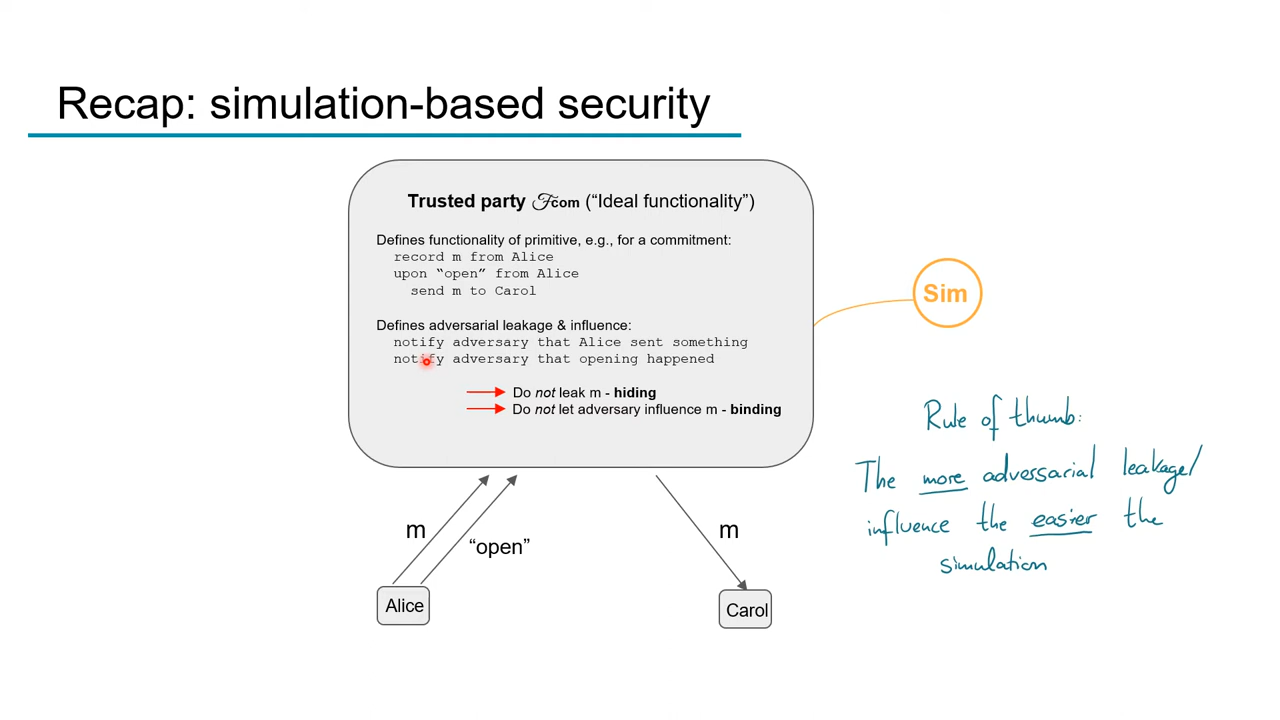 Recap: simulation-based security
Trusted party ℱcom (“Ideal functionality”)
Defines functionality of primitive, e.g., for a commitment:
record m from Alice
upon “open” from Alice
send m to Carol
Defines adversarial leakage & influence:
notify adversary that Alice sent something
notify adversary that opening happened
Do not leak m - hiding
Do not let adversary influence m - binding
Sim
Rule of thumb:
The more adversarial leakage/
influence the easier the
simulation
m
“open”
m
Alice
Carol